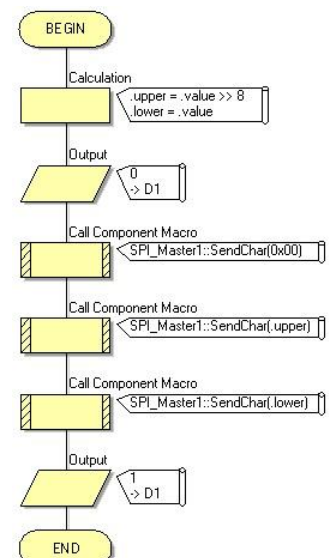 BEGIN
Calculation
.upper = .value >> 8
.lower = .value
Output
0
-> D1
Call Component Macro
SPI_Master1::SendChar(0x00)
Call Component Macro
SPI_Master1::SendChar(.upper)
Call Component Macro
SPI_Master1::SendChar(.lower)
Output
1
-> D1
END